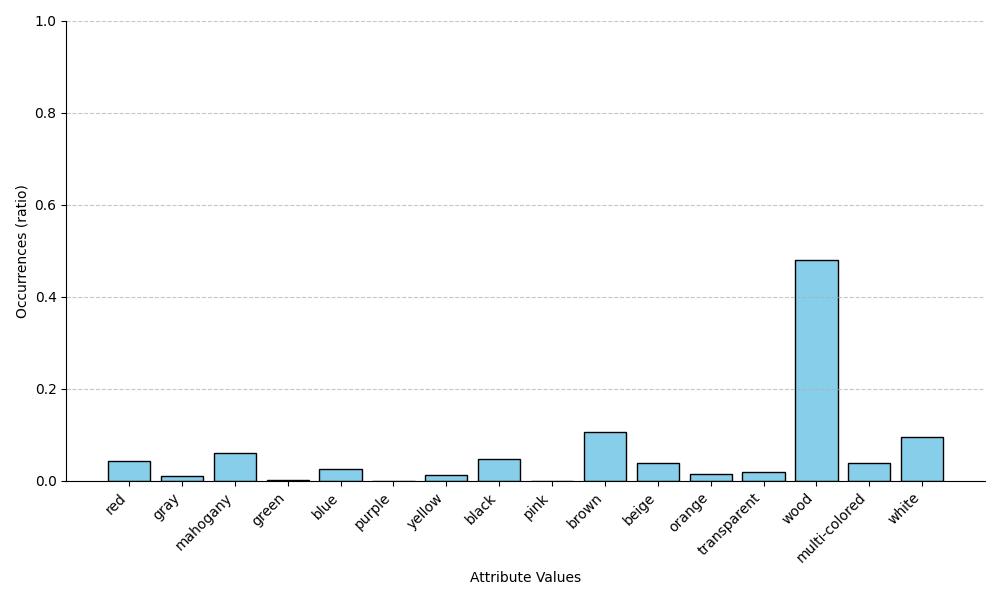 1.0
0.8
0.6
0.4
0.2
0.0
Occurrences (ratio)
red
gray
mahogany
green
blue
purple
yellow
black
pink
brown
beige
orange
transparent
wood
multi-colored
white
Attribute Values